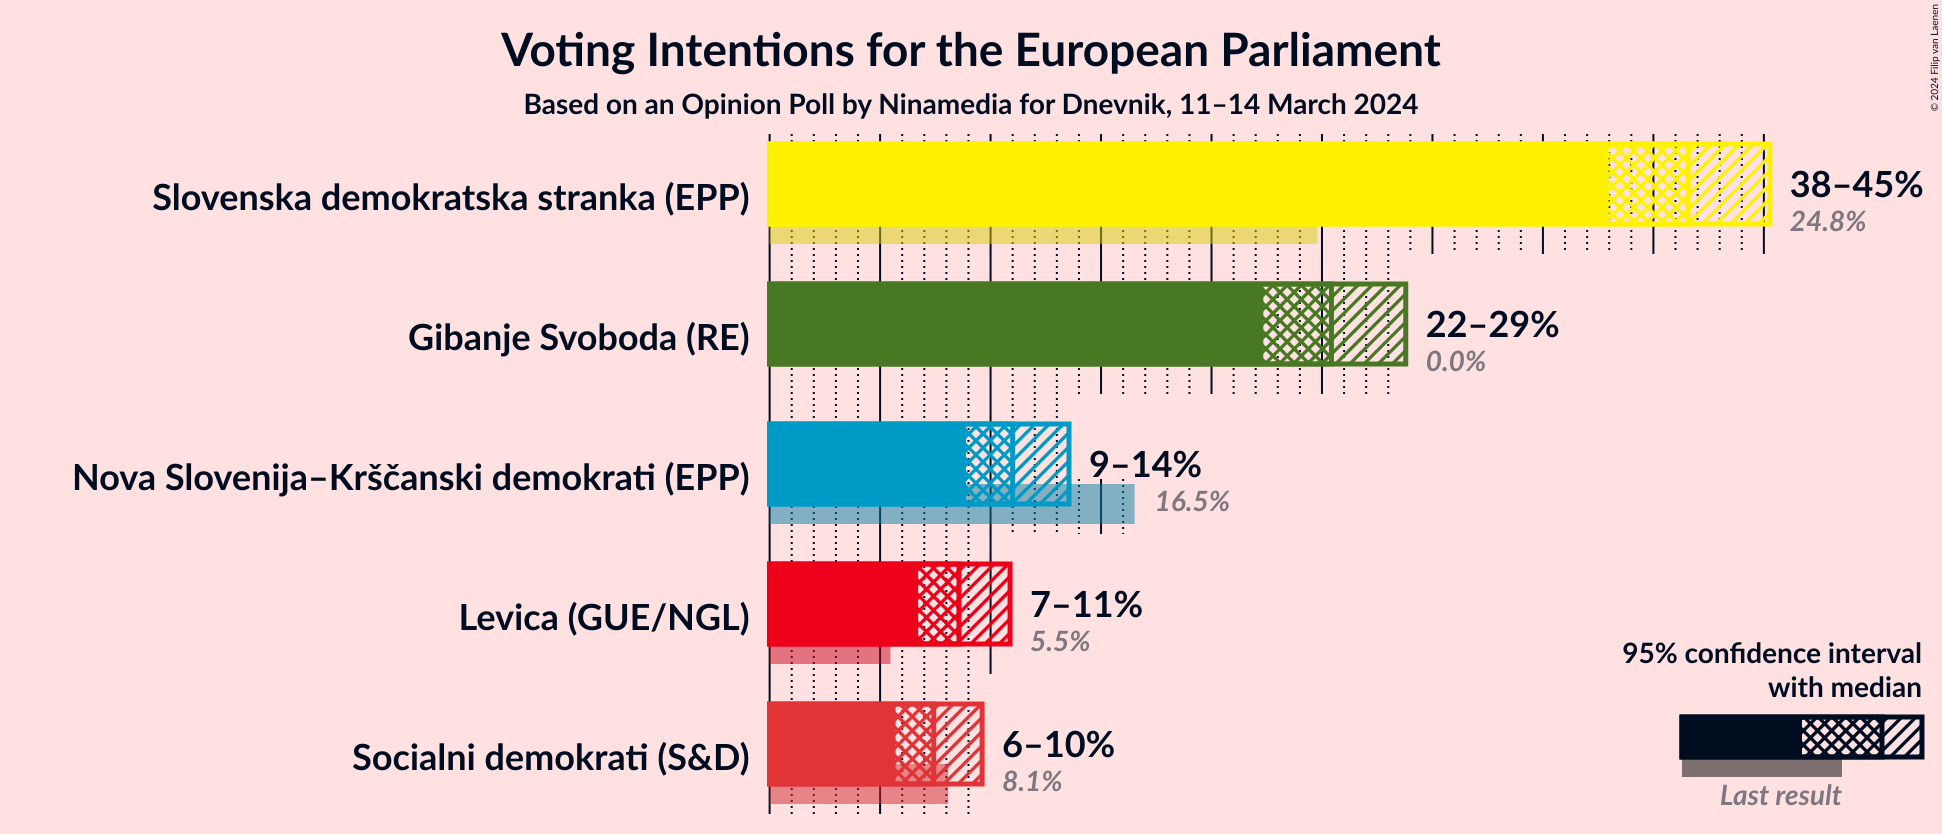 Voting Intentions for the European Parliament
Based on an Opinion Poll by Ninamedia for Dnevnik, 11–14 March 2024
© 2024 Filip van Laenen
Slovenska demokratska stranka (EPP)
38–45%
24.8%
Gibanje Svoboda (RE)
22–29%
0.0%
Nova Slovenija–Krščanski demokrati (EPP)
9–14%
16.5%
Levica (GUE/NGL)
7–11%
5.5%
Socialni demokrati (S&D)
6–10%
8.1%
95% confidence interval
with median
Last result